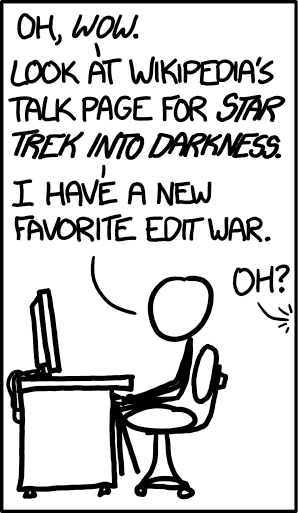 OH, WOW.
LOOK AT WIKIPEDIA'S
TALK PAGE FOR STAR
TREK INTO DARKNESS.
I HAVE A NEW
FAVORITE EDIT WAR.
OH?